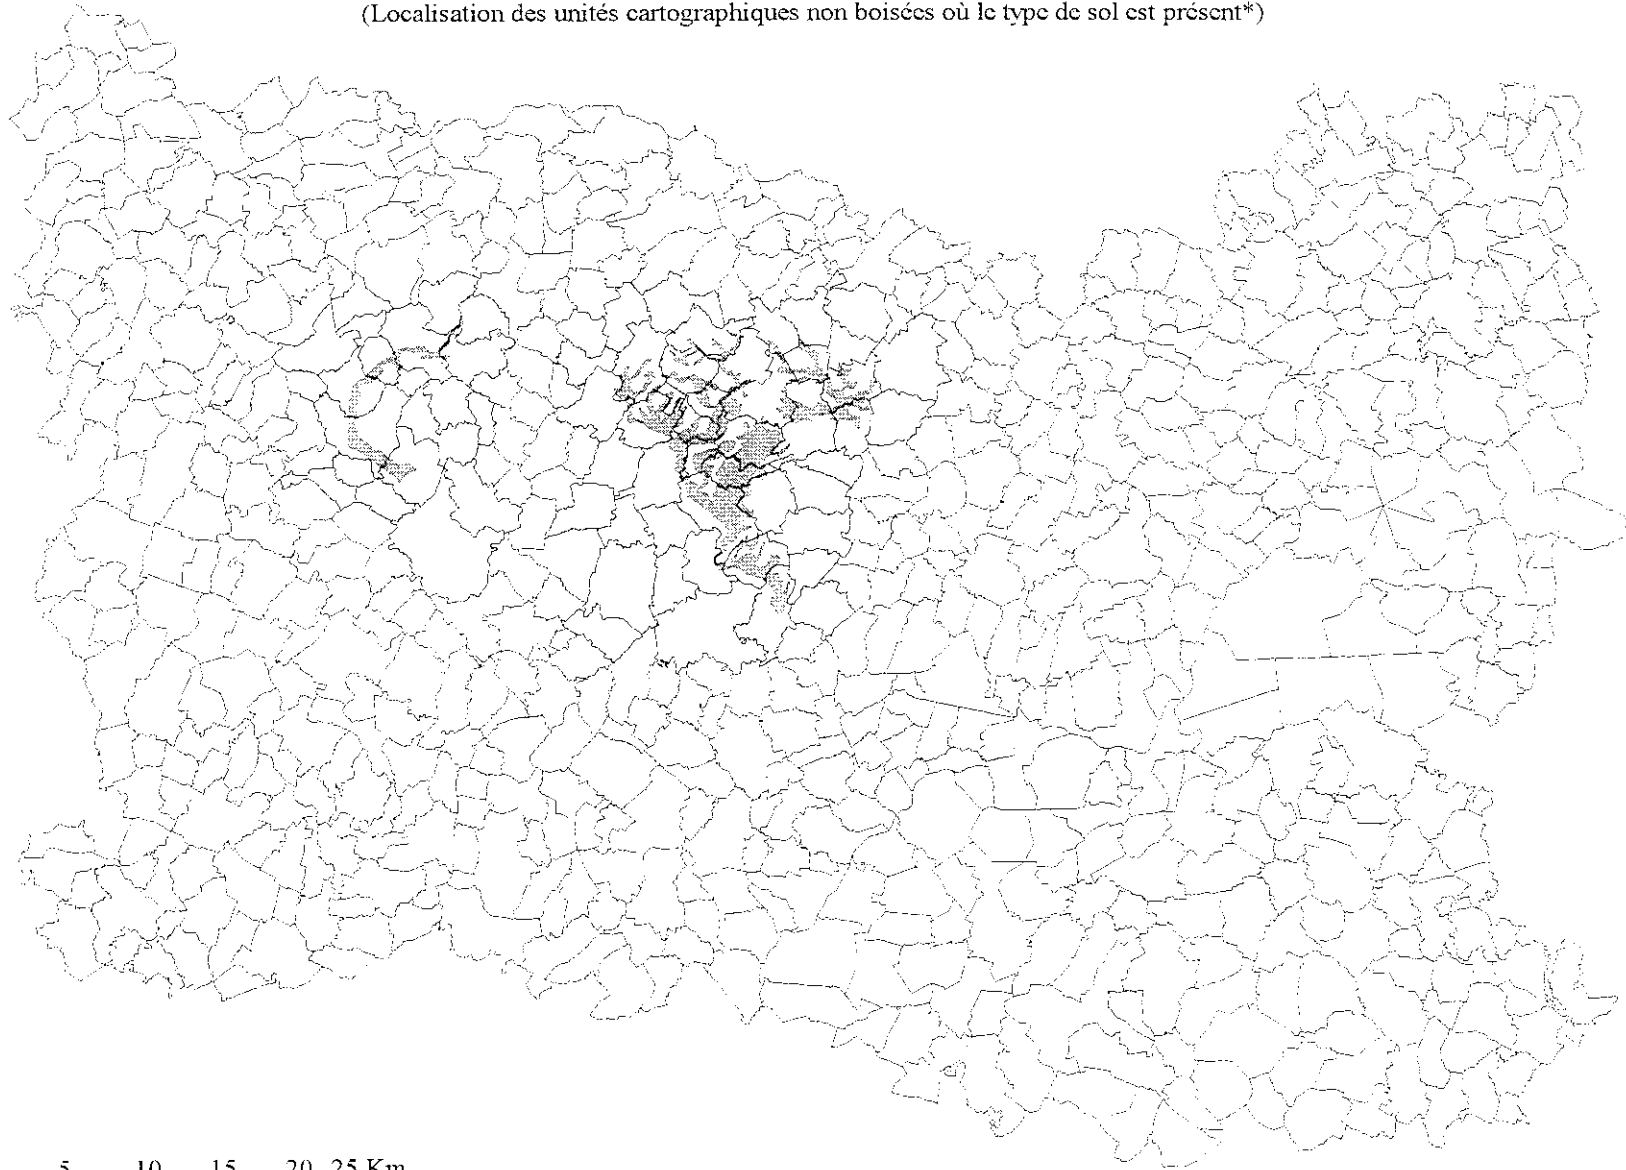 (Localisation des unités cartographiques non boisées où le type de sol est présent*)
5 10 15 20 25 Km